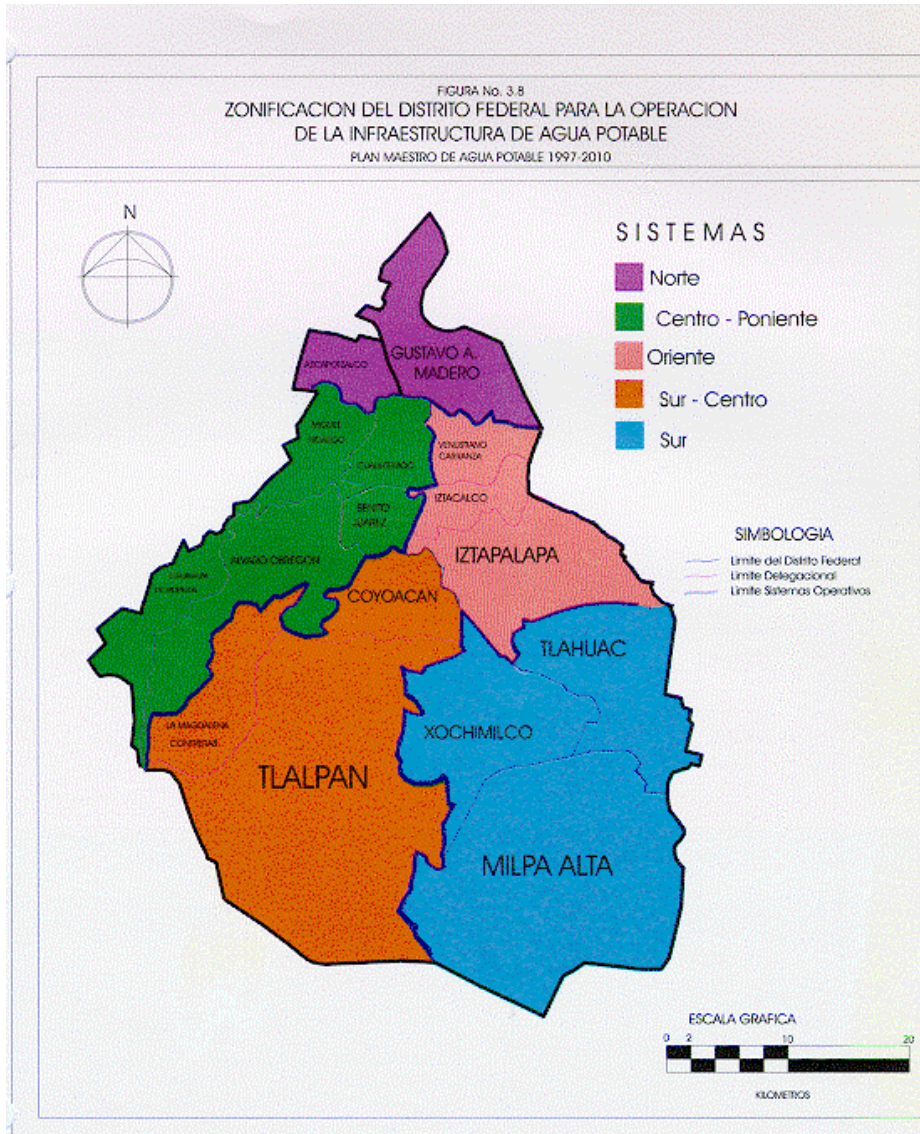 FIGURA No. 3.8
ZONIFICACION DEL DISTRITO FEDERAL PARA LA OPERACION
DE LA INFRAESTRUCTURA DE AGUA POTABLE
PLAN MAESTRO DE AGUA POTABLE 1997-2010
N
SISTEMAS
Norte
Centro - Poniente
Oriente
Sur - Centro
Sur
AZCAPOTZALCO
GUSTAVO A.
MADERO
MIGUEL
HIDALGO
CUAUHTEMOC
VENUSTIANO
CARRANZA
IZTACALCO
BENITO
JUAREZ
IZTAPALAPA
ALVARO OBREGON
COYOACAN
TLAHUAC
XOCHIMILCO
LA MAGDALENA
CONTRERAS
TLALPAN
MILPA ALTA
SIMBOLOGIA
Limite del Distrito Federal
Limite Delegacional
Limite Sistemas Operativos
ESCALA GRAFICA
0 2 10 20
KILOMETROS